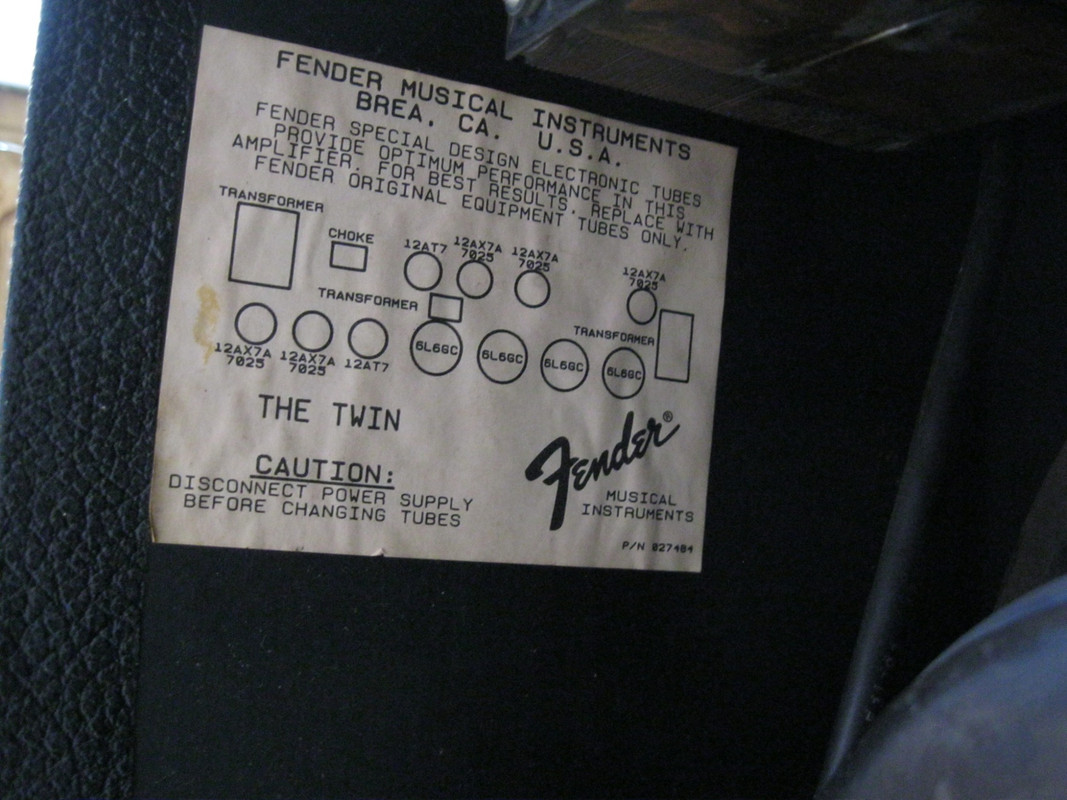 FENDER MUSICAL INSTRUMENTS
BREA, CA. U.S.A.
FENDER SPECIAL DESIGN ELECTRONIC TUBES
PROVIDE OPTIMUM PERFORMANCE IN THIS
AMPLIFIER. FOR BEST RESULTS, REPLACE WITH
FENDER ORIGINAL EQUIPMENT TUBES ONLY.
TRANSFORMER
CHOKE
12AT7
12AX7A
7025
12AX7A
7025
12AX7A
7025
TRANSFORMER
TRANSFORMER
12AX7A
7025
12AX7A
7025
12AT7
6L6GC
6L6GC
6L6GC
6L6GC
THE TWIN
CAUTION:
DISCONNECT POWER SUPPLY
BEFORE CHANGING TUBES
Fender®
MUSICAL
INSTRUMENTS
P/N 027484